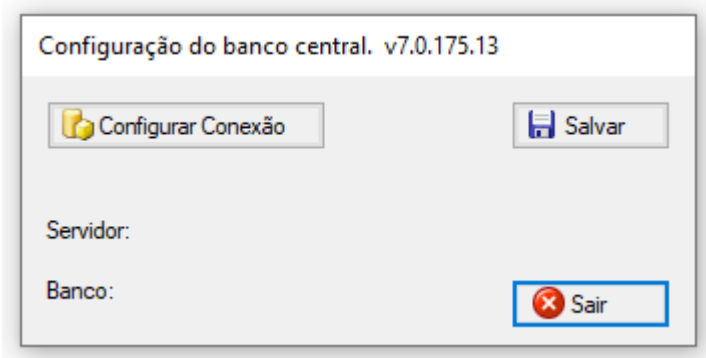 Configuração do banco central.  v7.0.175.13
Configurar Conexão
Salvar
Servidor:
Banco:
Sair